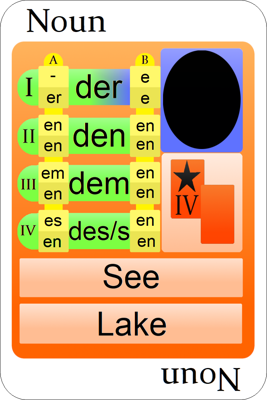 Noun
A B
I - er der e e
II en en den en en
III em en dem en en
IV es en des/s en en
IV
See
Lake
Noun